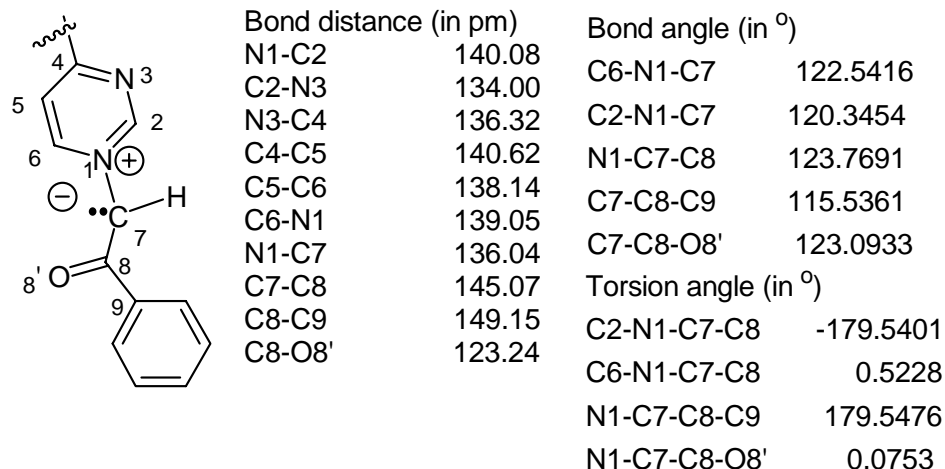 4
N
3
5
2
6
1
N
+
−
C
H
7
O
8'
8
9
Bond distance (in pm)
N1-C2 140.08
C2-N3 134.00
N3-C4 136.32
C4-C5 140.62
C5-C6 138.14
C6-N1 139.05
N1-C7 136.04
C7-C8 145.07
C8-C9 149.15
C8-O8' 123.24
Bond angle (in °)
C6-N1-C7 122.5416
C2-N1-C7 120.3454
N1-C7-C8 123.7691
C7-C8-C9 115.5361
C7-C8-O8' 123.0933
Torsion angle (in °)
C2-N1-C7-C8 -179.5401
C6-N1-C7-C8 0.5228
N1-C7-C8-C9 179.5476
N1-C7-C8-O8' 0.0753